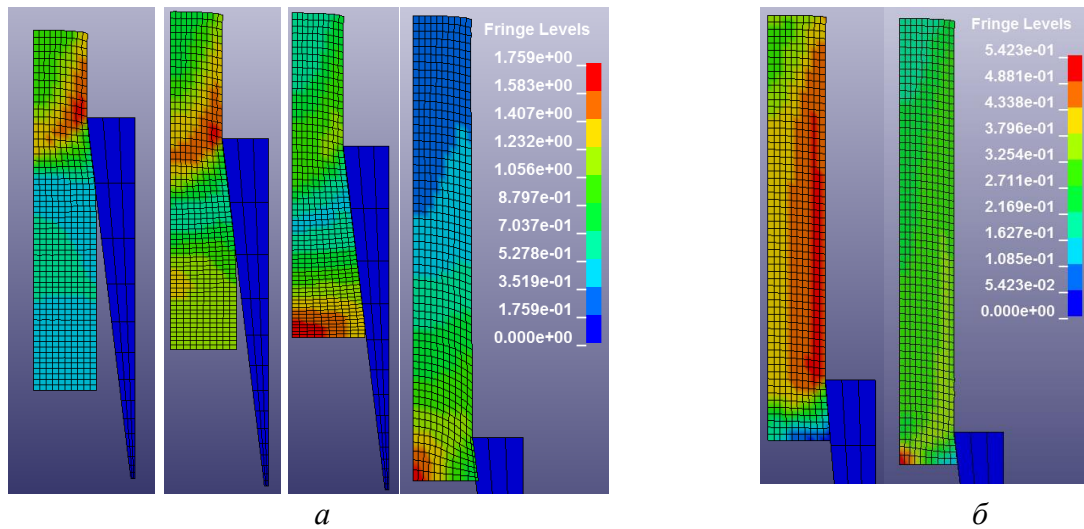 Fringe Levels
1.759e+00
1.583e+00
1.407e+00
1.232e+00
1.056e+00
8.797e-01
7.037e-01
5.278e-01
3.519e-01
1.759e-01
0.000e+00
Fringe Levels
5.423e-01
4.881e-01
4.338e-01
3.796e-01
3.254e-01
2.711e-01
2.169e-01
1.627e-01
1.085e-01
5.423e-02
0.000e+00
а
б